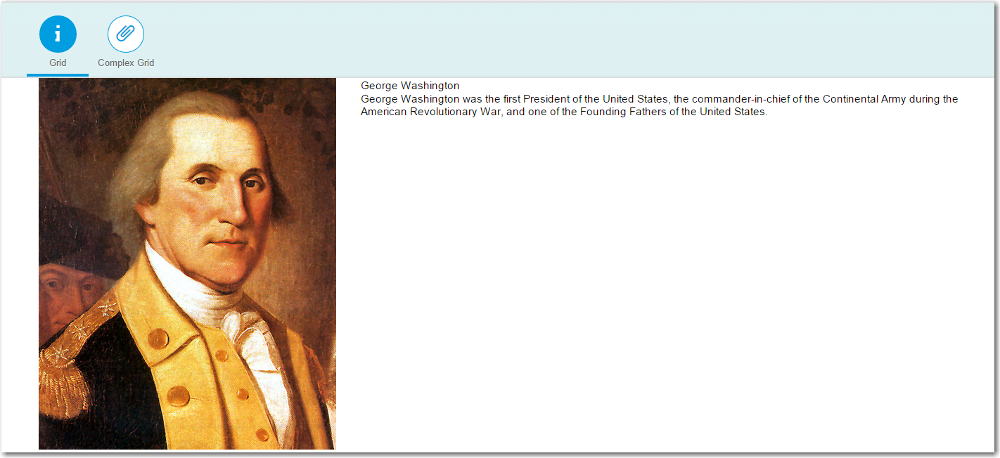 Grid
Complex Grid
George Washington
George Washington was the first President of the United States, the commander-in-chief of the Continental Army during the
American Revolutionary War, and one of the Founding Fathers of the United States.